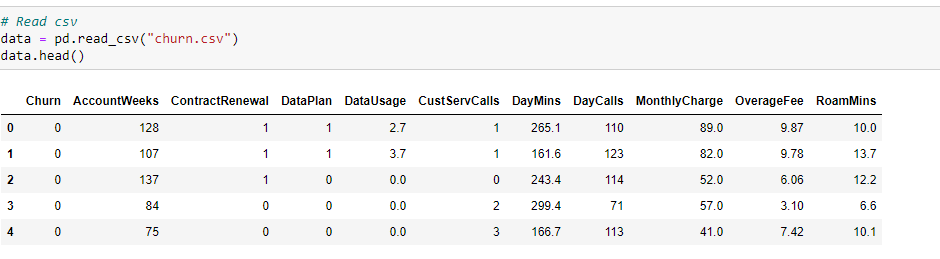 # Read csv
data = pd.read_csv("churn.csv")
data.head()
Churn AccountWeeks ContractRenewal DataPlan DataUsage CustServCalls DayMins DayCalls MonthlyCharge OverageFee RoamMins
0 0 128 1 1 2.7 1 265.1 110 89.0 9.87 10.0
1 0 107 1 1 3.7 1 161.6 123 82.0 9.78 13.7
2 0 137 1 0 0.0 0 243.4 114 52.0 6.06 12.2
3 0 84 0 0 0.0 2 299.4 71 57.0 3.10 6.6
4 0 75 0 0 0.0 3 166.7 113 41.0 7.42 10.1